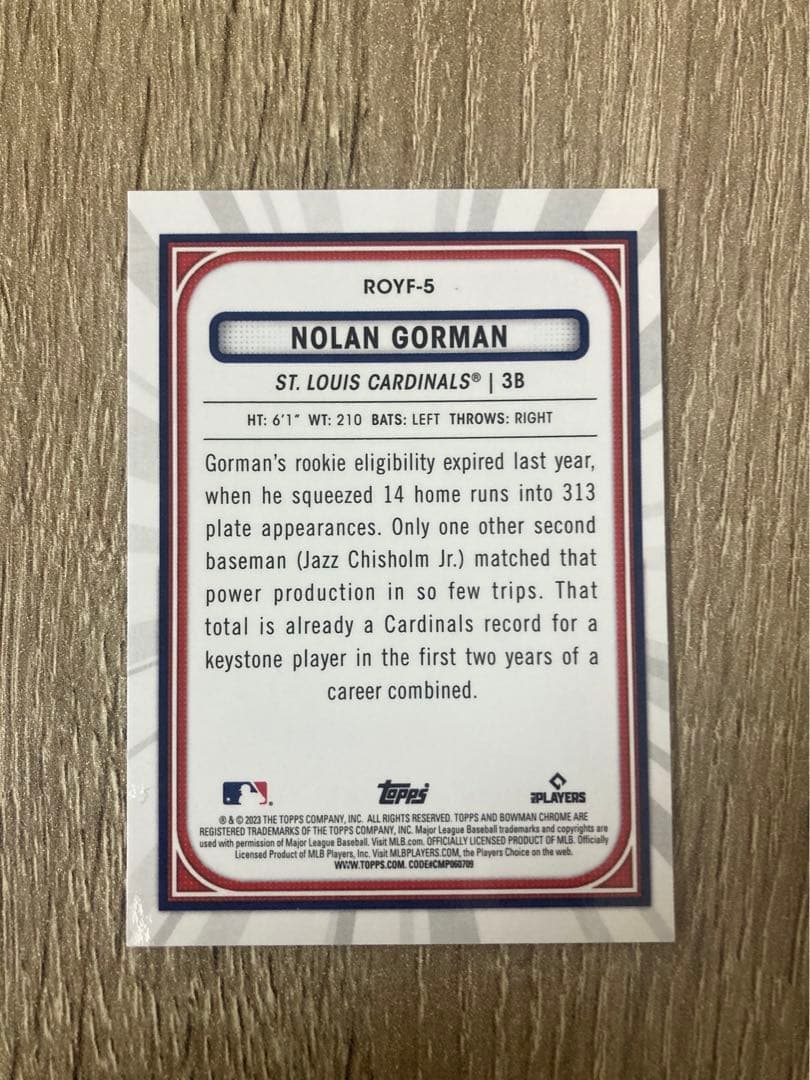 ROYF-5
NOLAN GORMAN
ST. LOUIS CARDINALS® | 3B
HT: 6'1" WT: 210 BATS: LEFT THROWS: RIGHT
Gorman's rookie eligibility expired last year,
when he squeezed 14 home runs into 313
plate appearances. Only one other second
baseman (Jazz Chisholm Jr.) matched that
power production in so few trips. That
total is already a Cardinals record for a
keystone player in the first two years of a
career combined.
topps
PLAYERS
® & © 2023 THE TOPPS COMPANY, INC. ALL RIGHTS RESERVED. TOPPS AND BOWMAN CHROME ARE
REGISTERED TRADEMARKS OF THE TOPPS COMPANY, INC. Major League Baseball trademarks and copyrights are
used with permission of Major League Baseball. Visit MLB.com. OFFICIALLY LICENSED PRODUCT OF MLB. Officially
Licensed Product of MLB Players, Inc. Visit MLBPLAYERS.COM, the Players Choice on the web.
WWW.TOPPS.COM. CODE#CMP060709